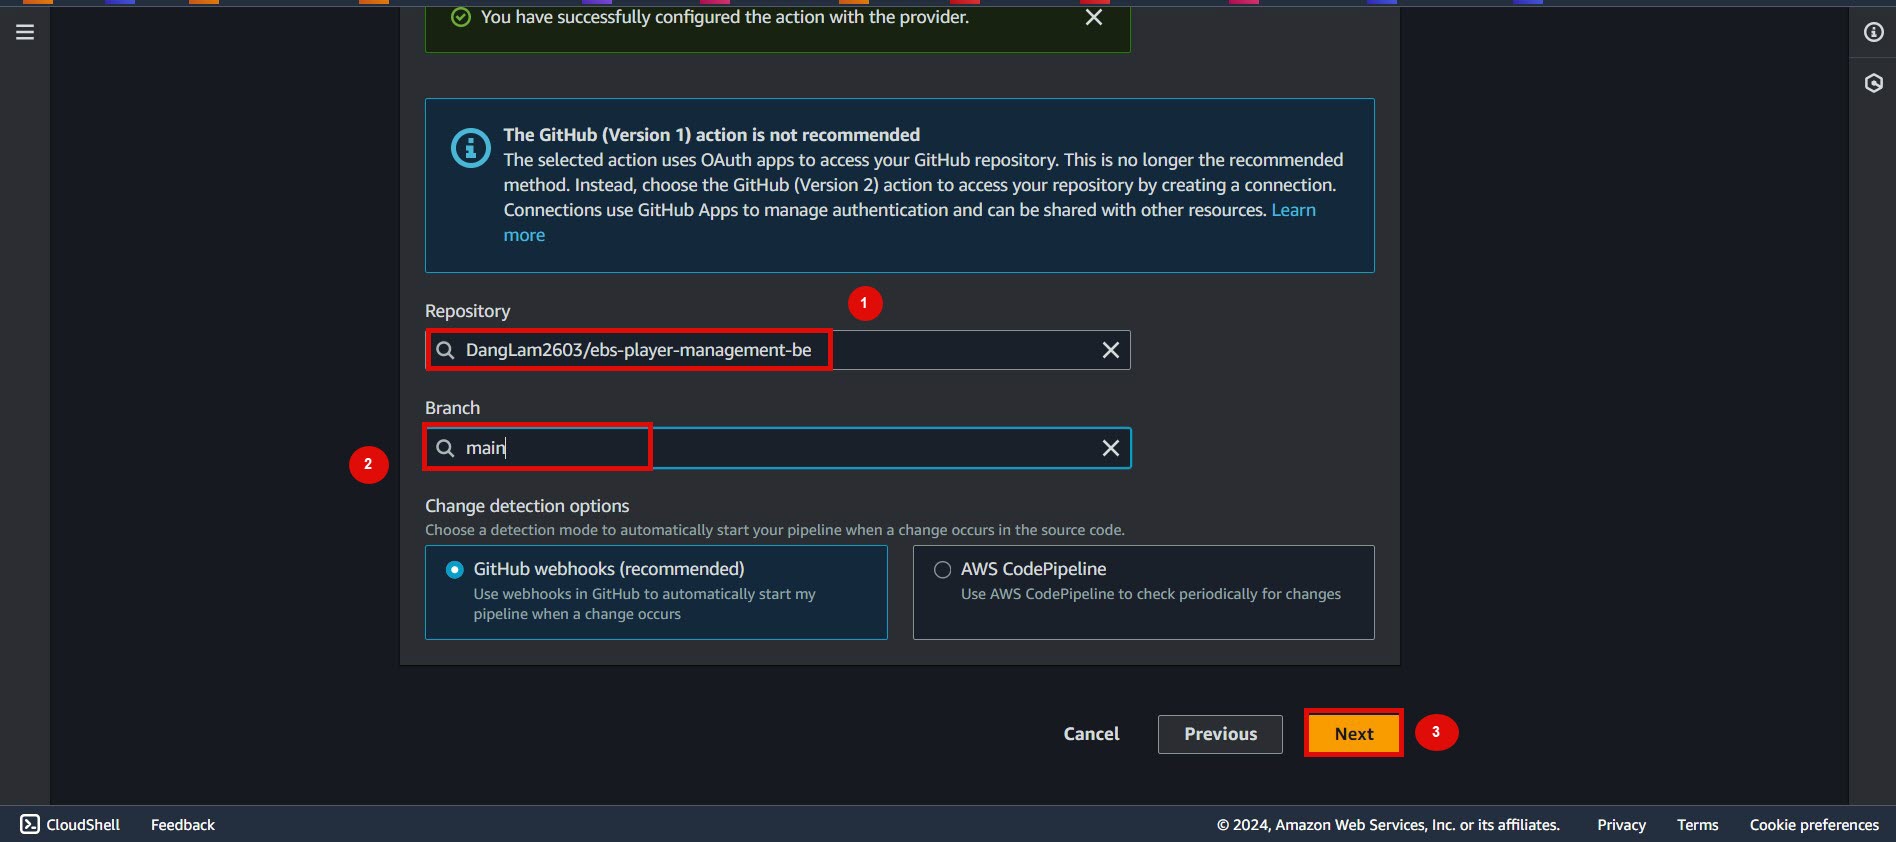 You have successfully configured the action with the provider.
The GitHub (Version 1) action is not recommended
The selected action uses OAuth apps to access your GitHub repository. This is no longer the recommended
method. Instead, choose the GitHub (Version 2) action to access your repository by creating a connection.
Connections use GitHub Apps to manage authentication and can be shared with other resources. Learn
more
Repository
1
DangLam2603/ebs-player-management-be
Branch
main
2
Change detection options
Choose a detection mode to automatically start your pipeline when a change occurs in the source code.
GitHub webhooks (recommended)
Use webhooks in GitHub to automatically start my
pipeline when a change occurs
AWS CodePipeline
Use AWS CodePipeline to check periodically for changes
Cancel
Previous
Next
3
CloudShell
Feedback
© 2024, Amazon Web Services, Inc. or its affiliates.
Privacy
Terms
Cookie preferences